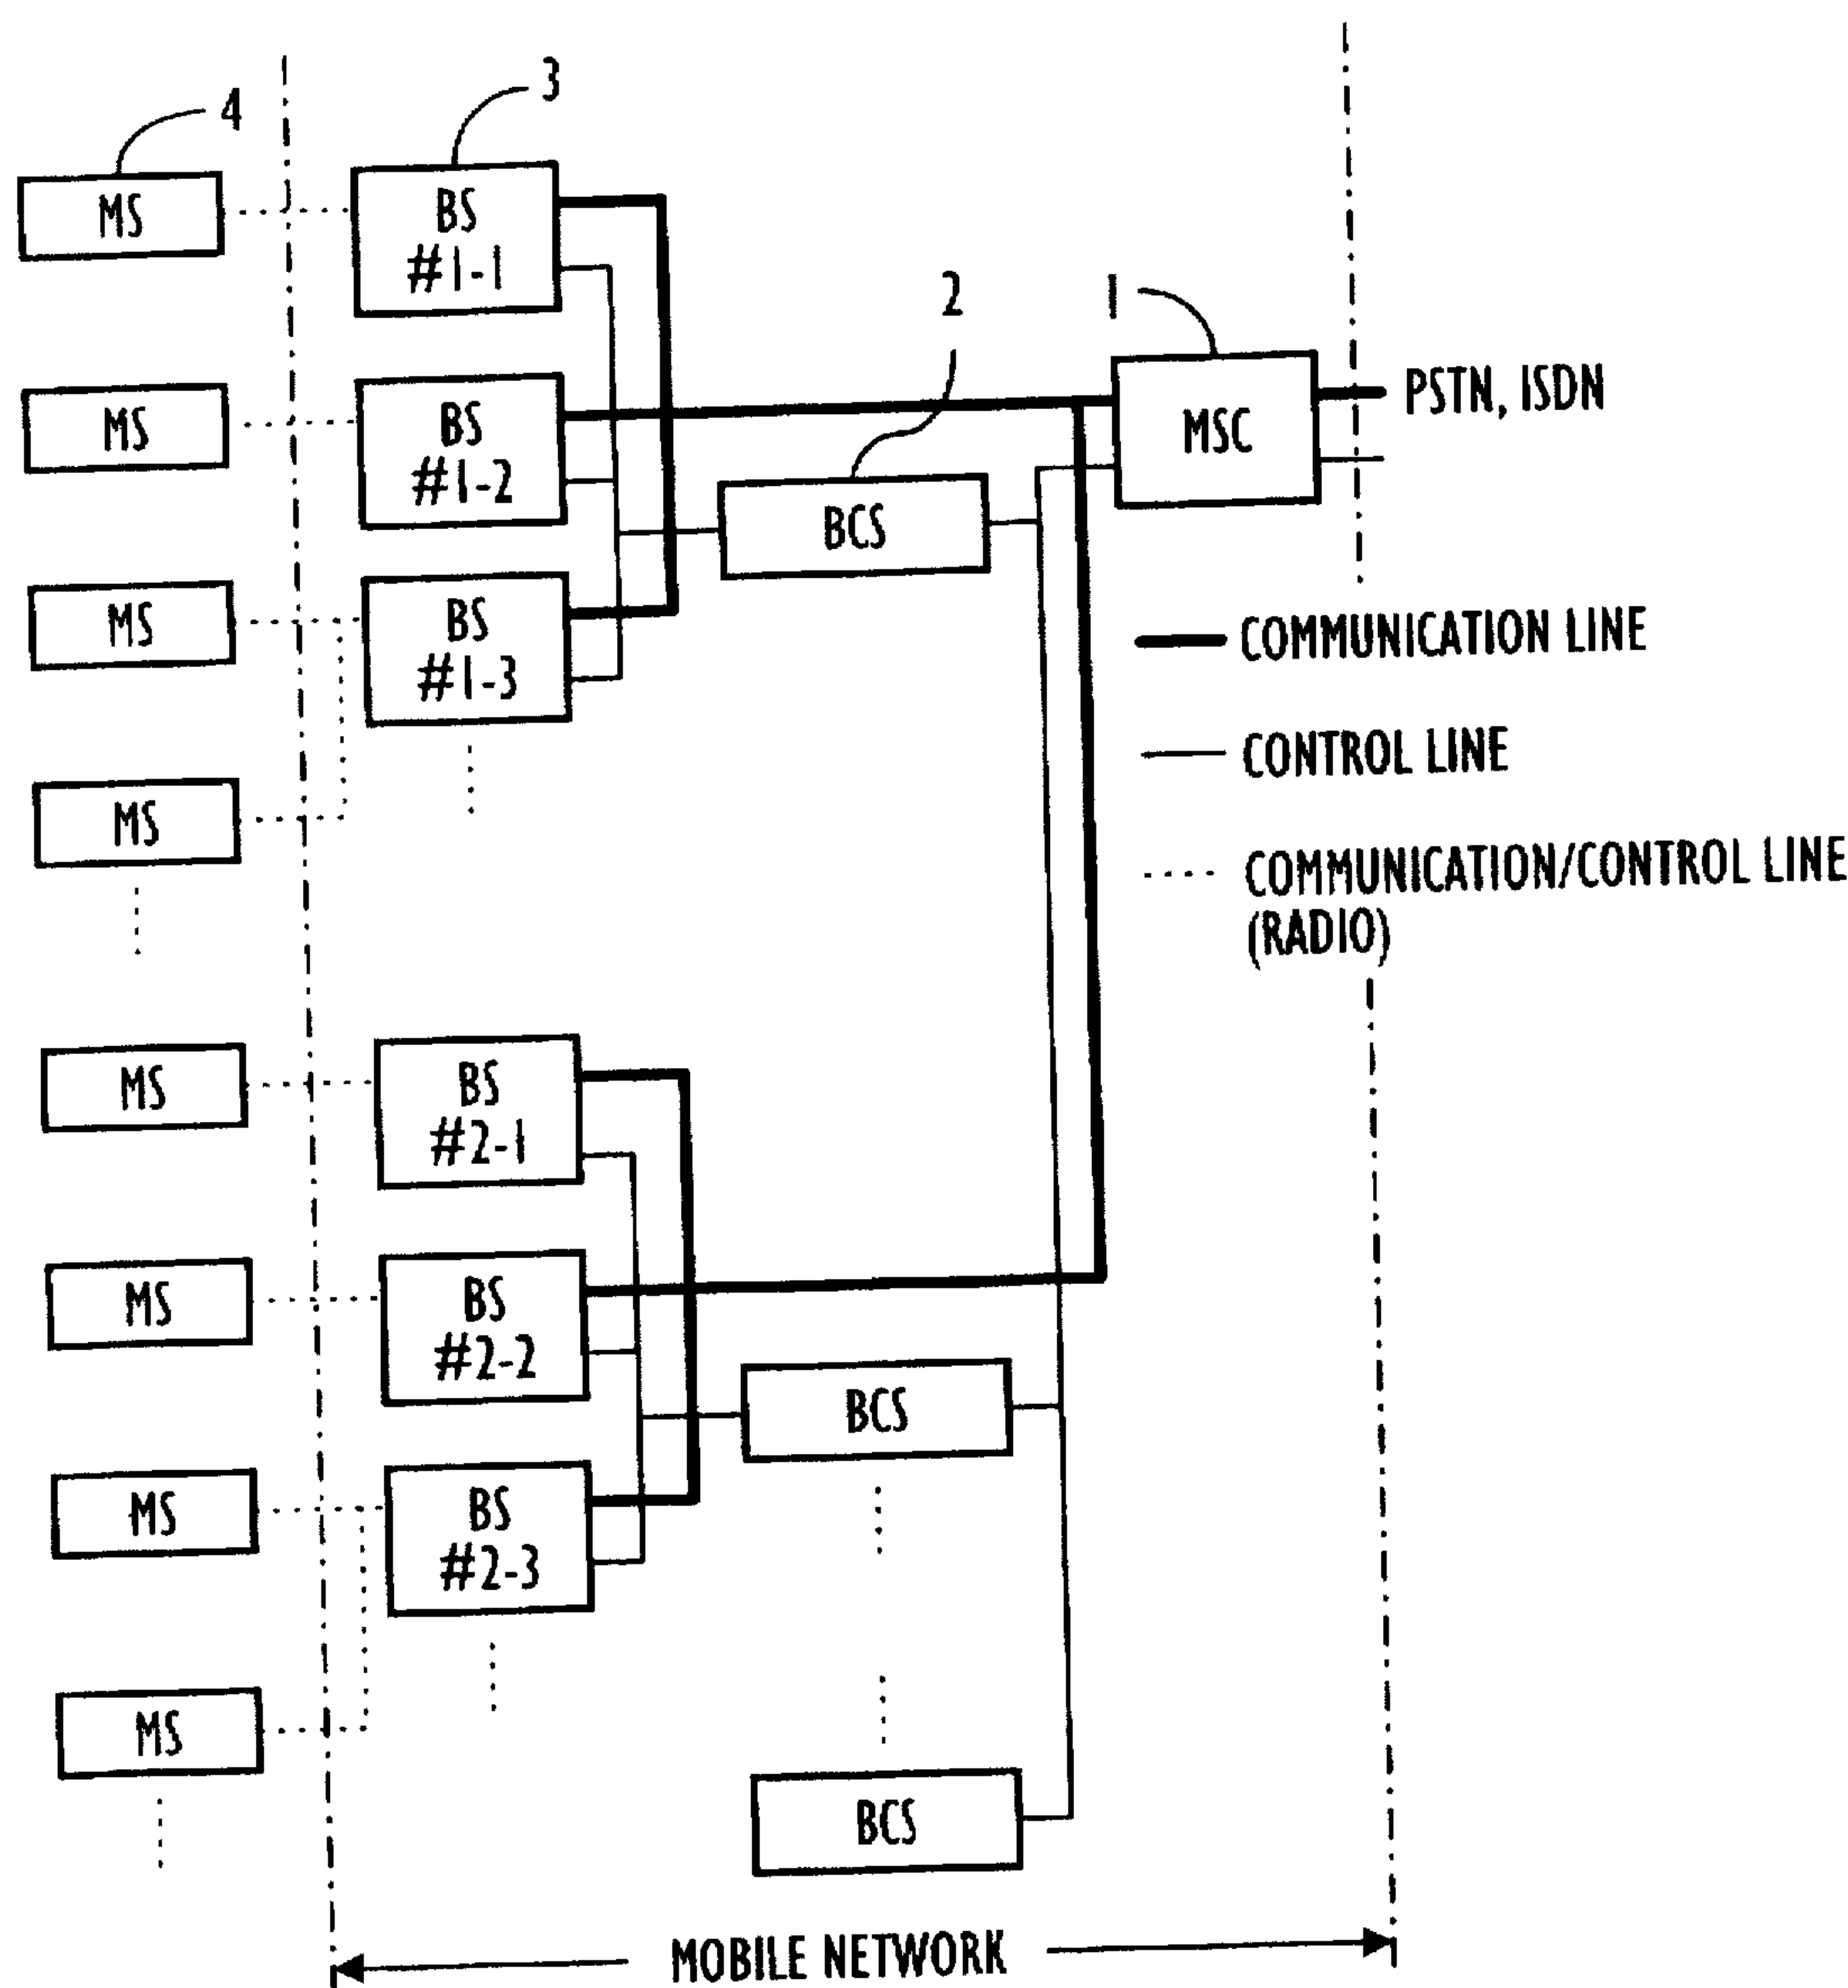 4
3
MS
BS
#1-1
2
1
MS
BS
#1-2
MSC
PSTN, ISDN
BCS
MS
BS
#1-3
COMMUNICATION LINE
CONTROL LINE
MS
COMMUNICATION/CONTROL LINE
(RADIO)
MS
BS
#2-1
MS
BS
#2-2
BCS
MS
BS
#2-3
MS
BCS
MOBILE NETWORK